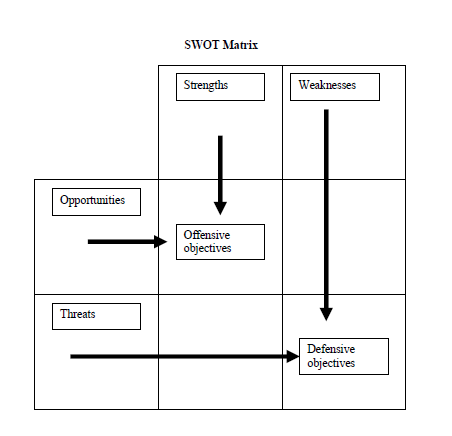 SWOT Matrix
Strengths
Weaknesses
Opportunities
Offensive
objectives
Threats
Defensive
objectives